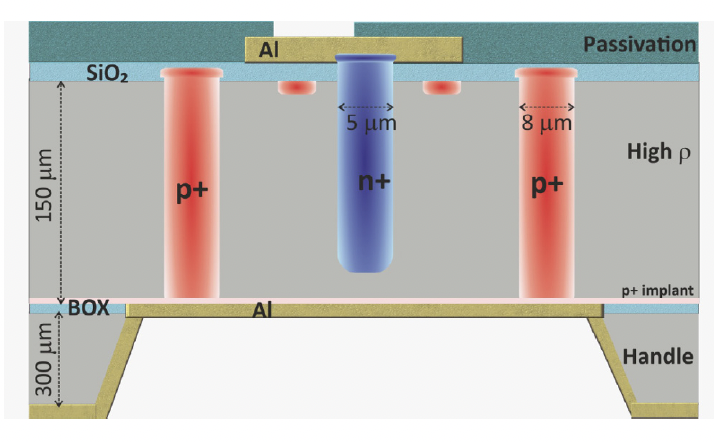 Al
Passivation
SiO₂
5 μm
8 μm
High ρ
150 μm
p+
n+
p+
p+ implant
BOX
Al
300 μm
Handle